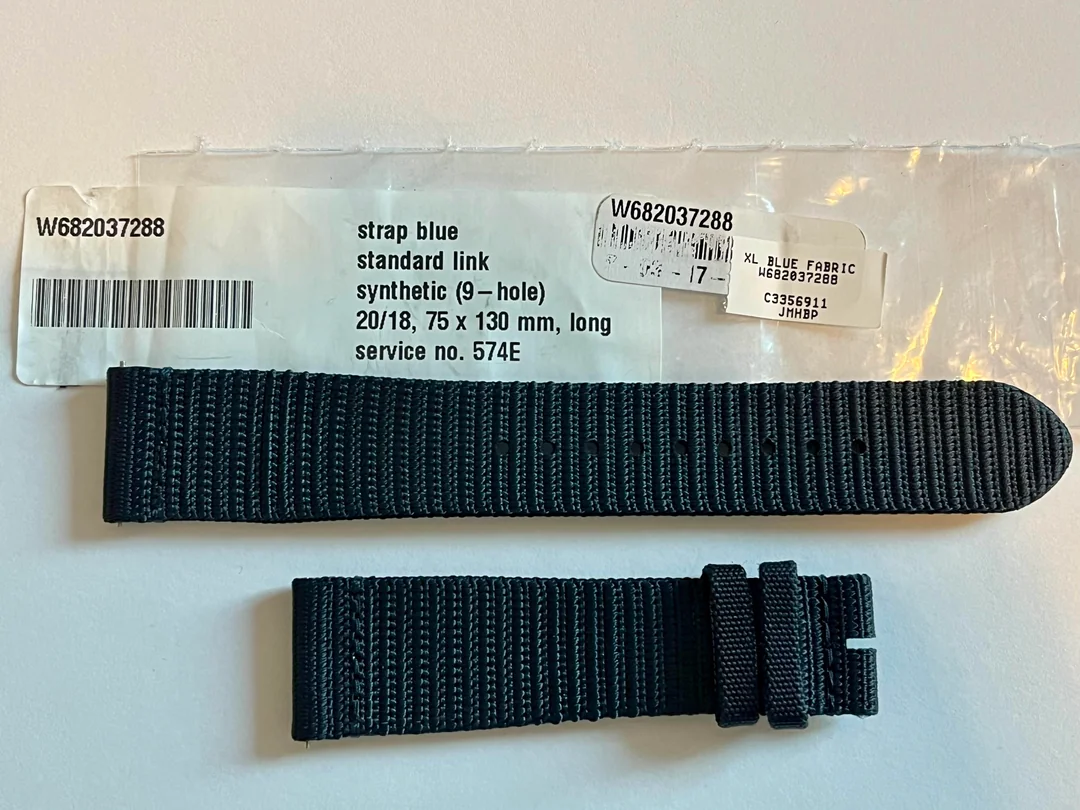 W682037288
strap blue
standard link
synthetic (9–hole)
20/18, 75 x 130 mm, long
service no. 574E
W682037288
-17-
XL BLUE FABRIC
W682037288
C3356911
JMHBP